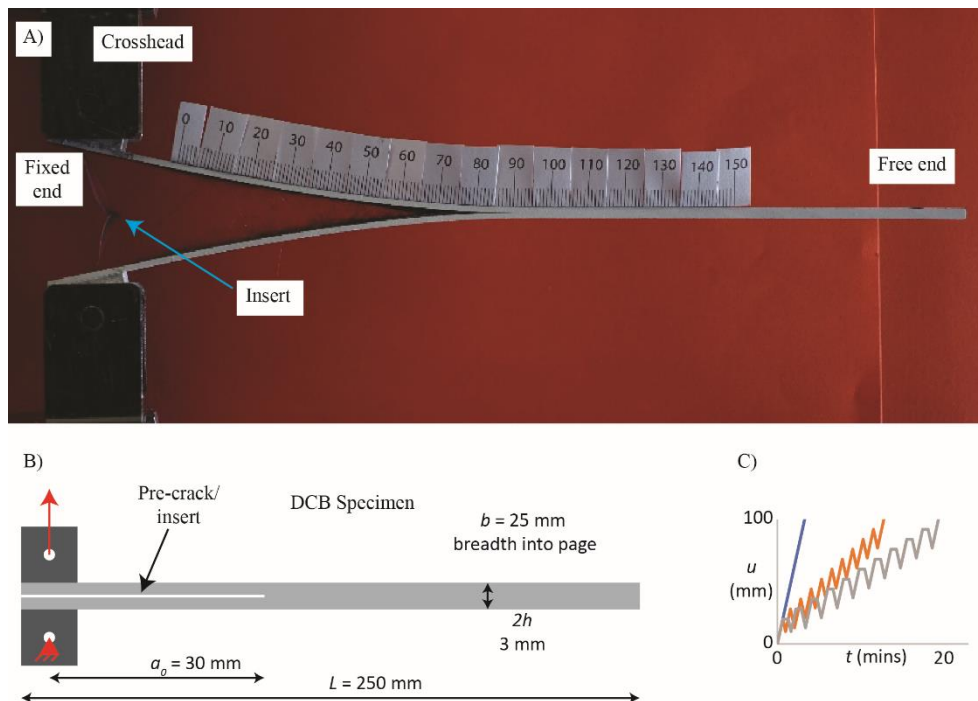 A)
Crosshead
0 10 20 30 40 50 60 70 80 90 100 110 120 130 140 150
Fixed
end
Free end
Insert
B)
Pre-crack/
insert
DCB Specimen
b = 25 mm
breadth into page
2h
3 mm
a₀ = 30 mm
L = 250 mm
C)
100
u
(mm)
0
0
t (mins)
20